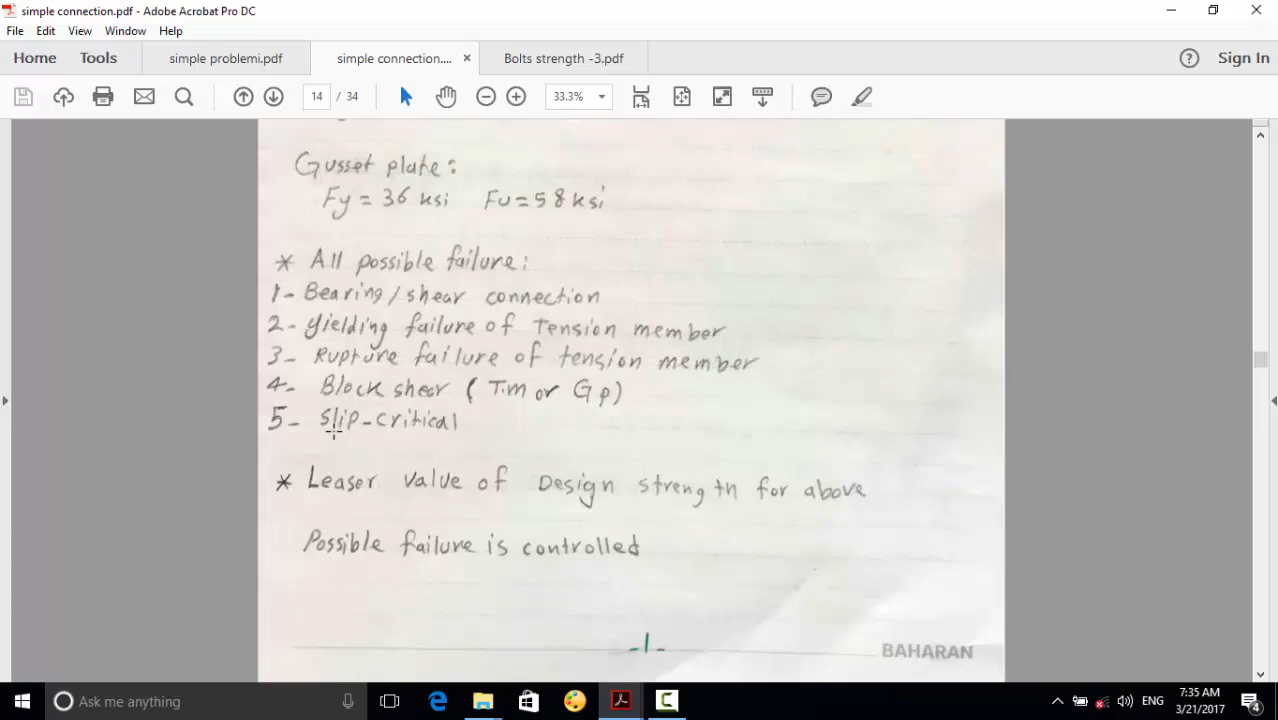 simple connection.pdf - Adobe Acrobat Pro DC
File Edit View Window Help
Home Tools simple problemi.pdf simple connection.... × Bolts strength -3.pdf Sign In
14 / 34 33.3%
Gusset plate:
Fy = 36 ksi Fu = 58 ksi
* All possible failure:
1- Bearing / shear connection
2- Yielding failure of Tension member
3- Rupture failure of tension member
4- Block shear ( T.m or G p)
5- Slip-critical
* Leaser value of Design strength for above
Possible failure is controlled
-1-
BAHARAN
Ask me anything
ENG
7:35 AM
3/21/2017
4